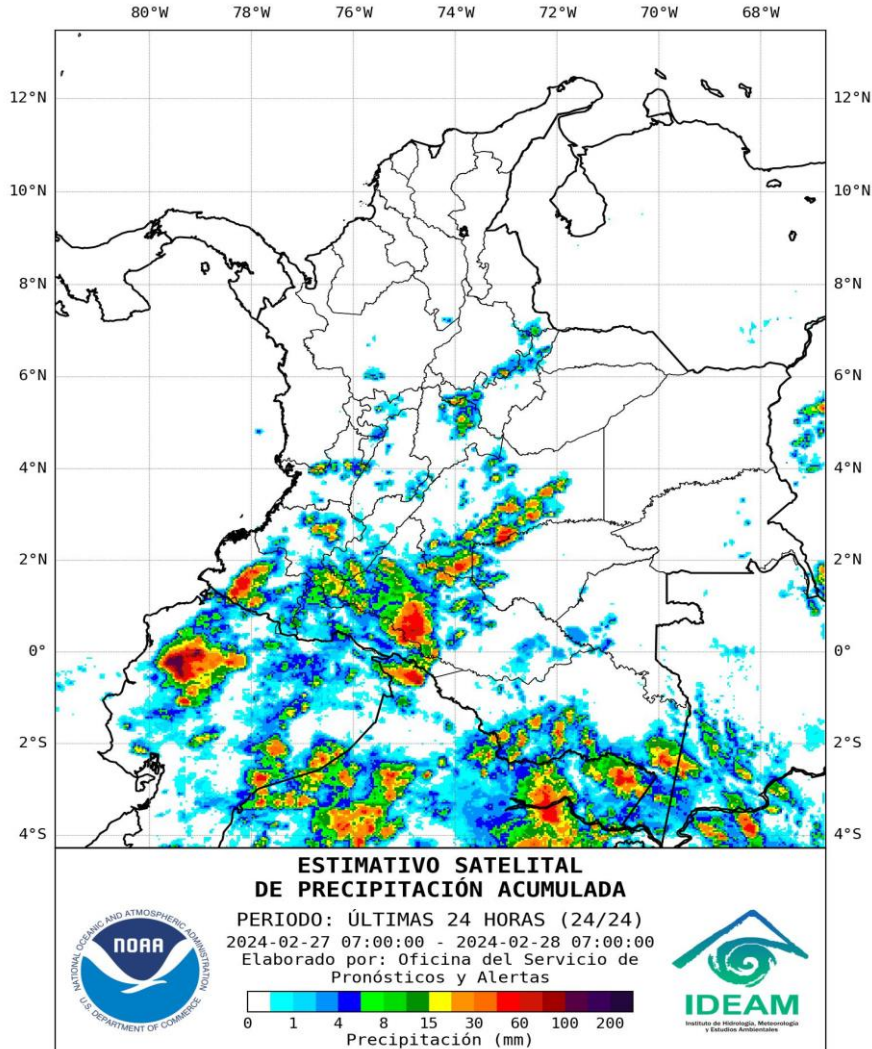 80°W 78°W 76°W 74°W 72°W 70°W 68°W
12°N 12°N
10°N 10°N
8°N 8°N
6°N 6°N
4°N 4°N
2°N 2°N
0° 0°
2°S 2°S
4°S 4°S
ESTIMATIVO SATELITAL
DE PRECIPITACIÓN ACUMULADA
PERIODO: ÚLTIMAS 24 HORAS (24/24)
2024-02-27 07:00:00 - 2024-02-28 07:00:00
Elaborado por: Oficina del Servicio de
Pronósticos y Alertas
0 1 4 8 15 30 60 100 200
Precipitación (mm)
NATIONAL OCEANIC AND ATMOSPHERIC ADMINISTRATION
NOAA
U.S. DEPARTMENT OF COMMERCE
IDEAM
Instituto de Hidrología, Meteorología
y Estudios Ambientales